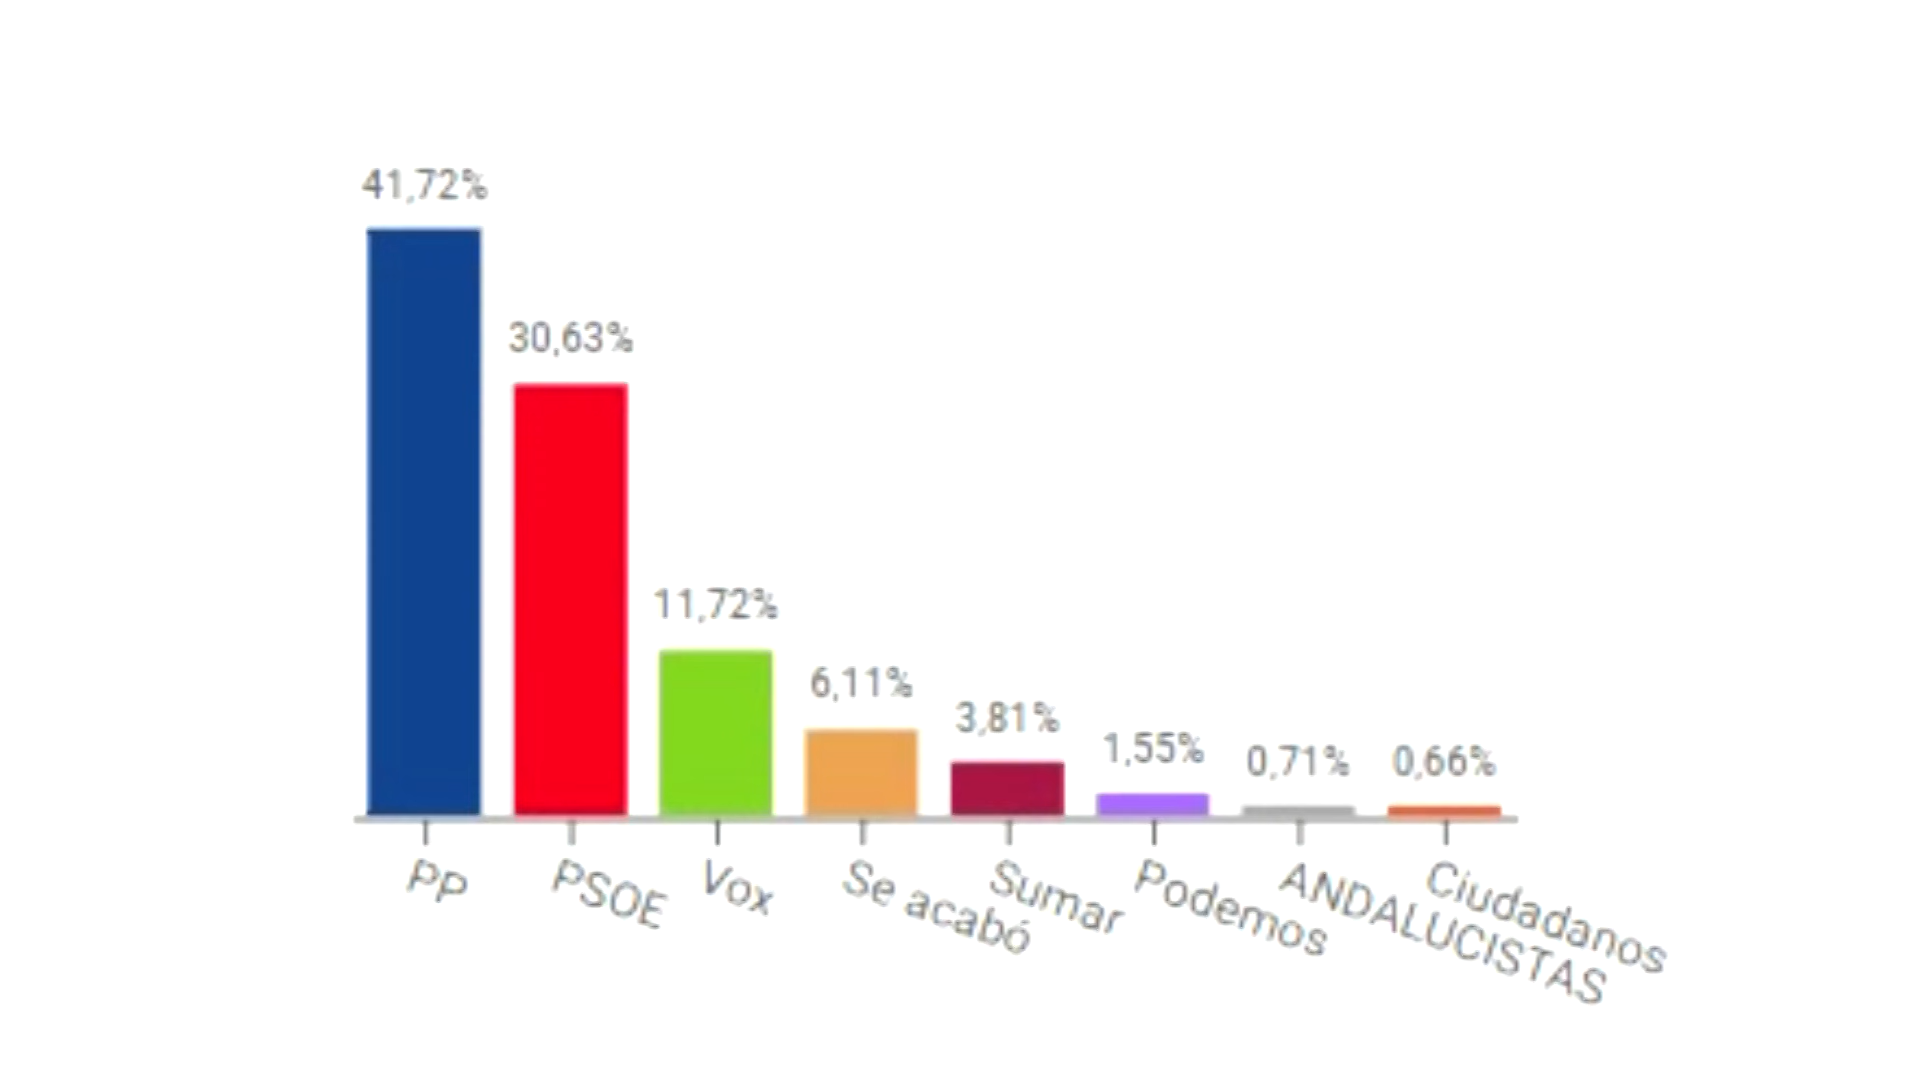 41,72%
30,63%
11,72%
6,11%
3,81%
1,55%
0,71%
0,66%
PP
PSOE
Vox
Se acabó
Sumar
Podemos
ANDALUCISTAS
Ciudadanos